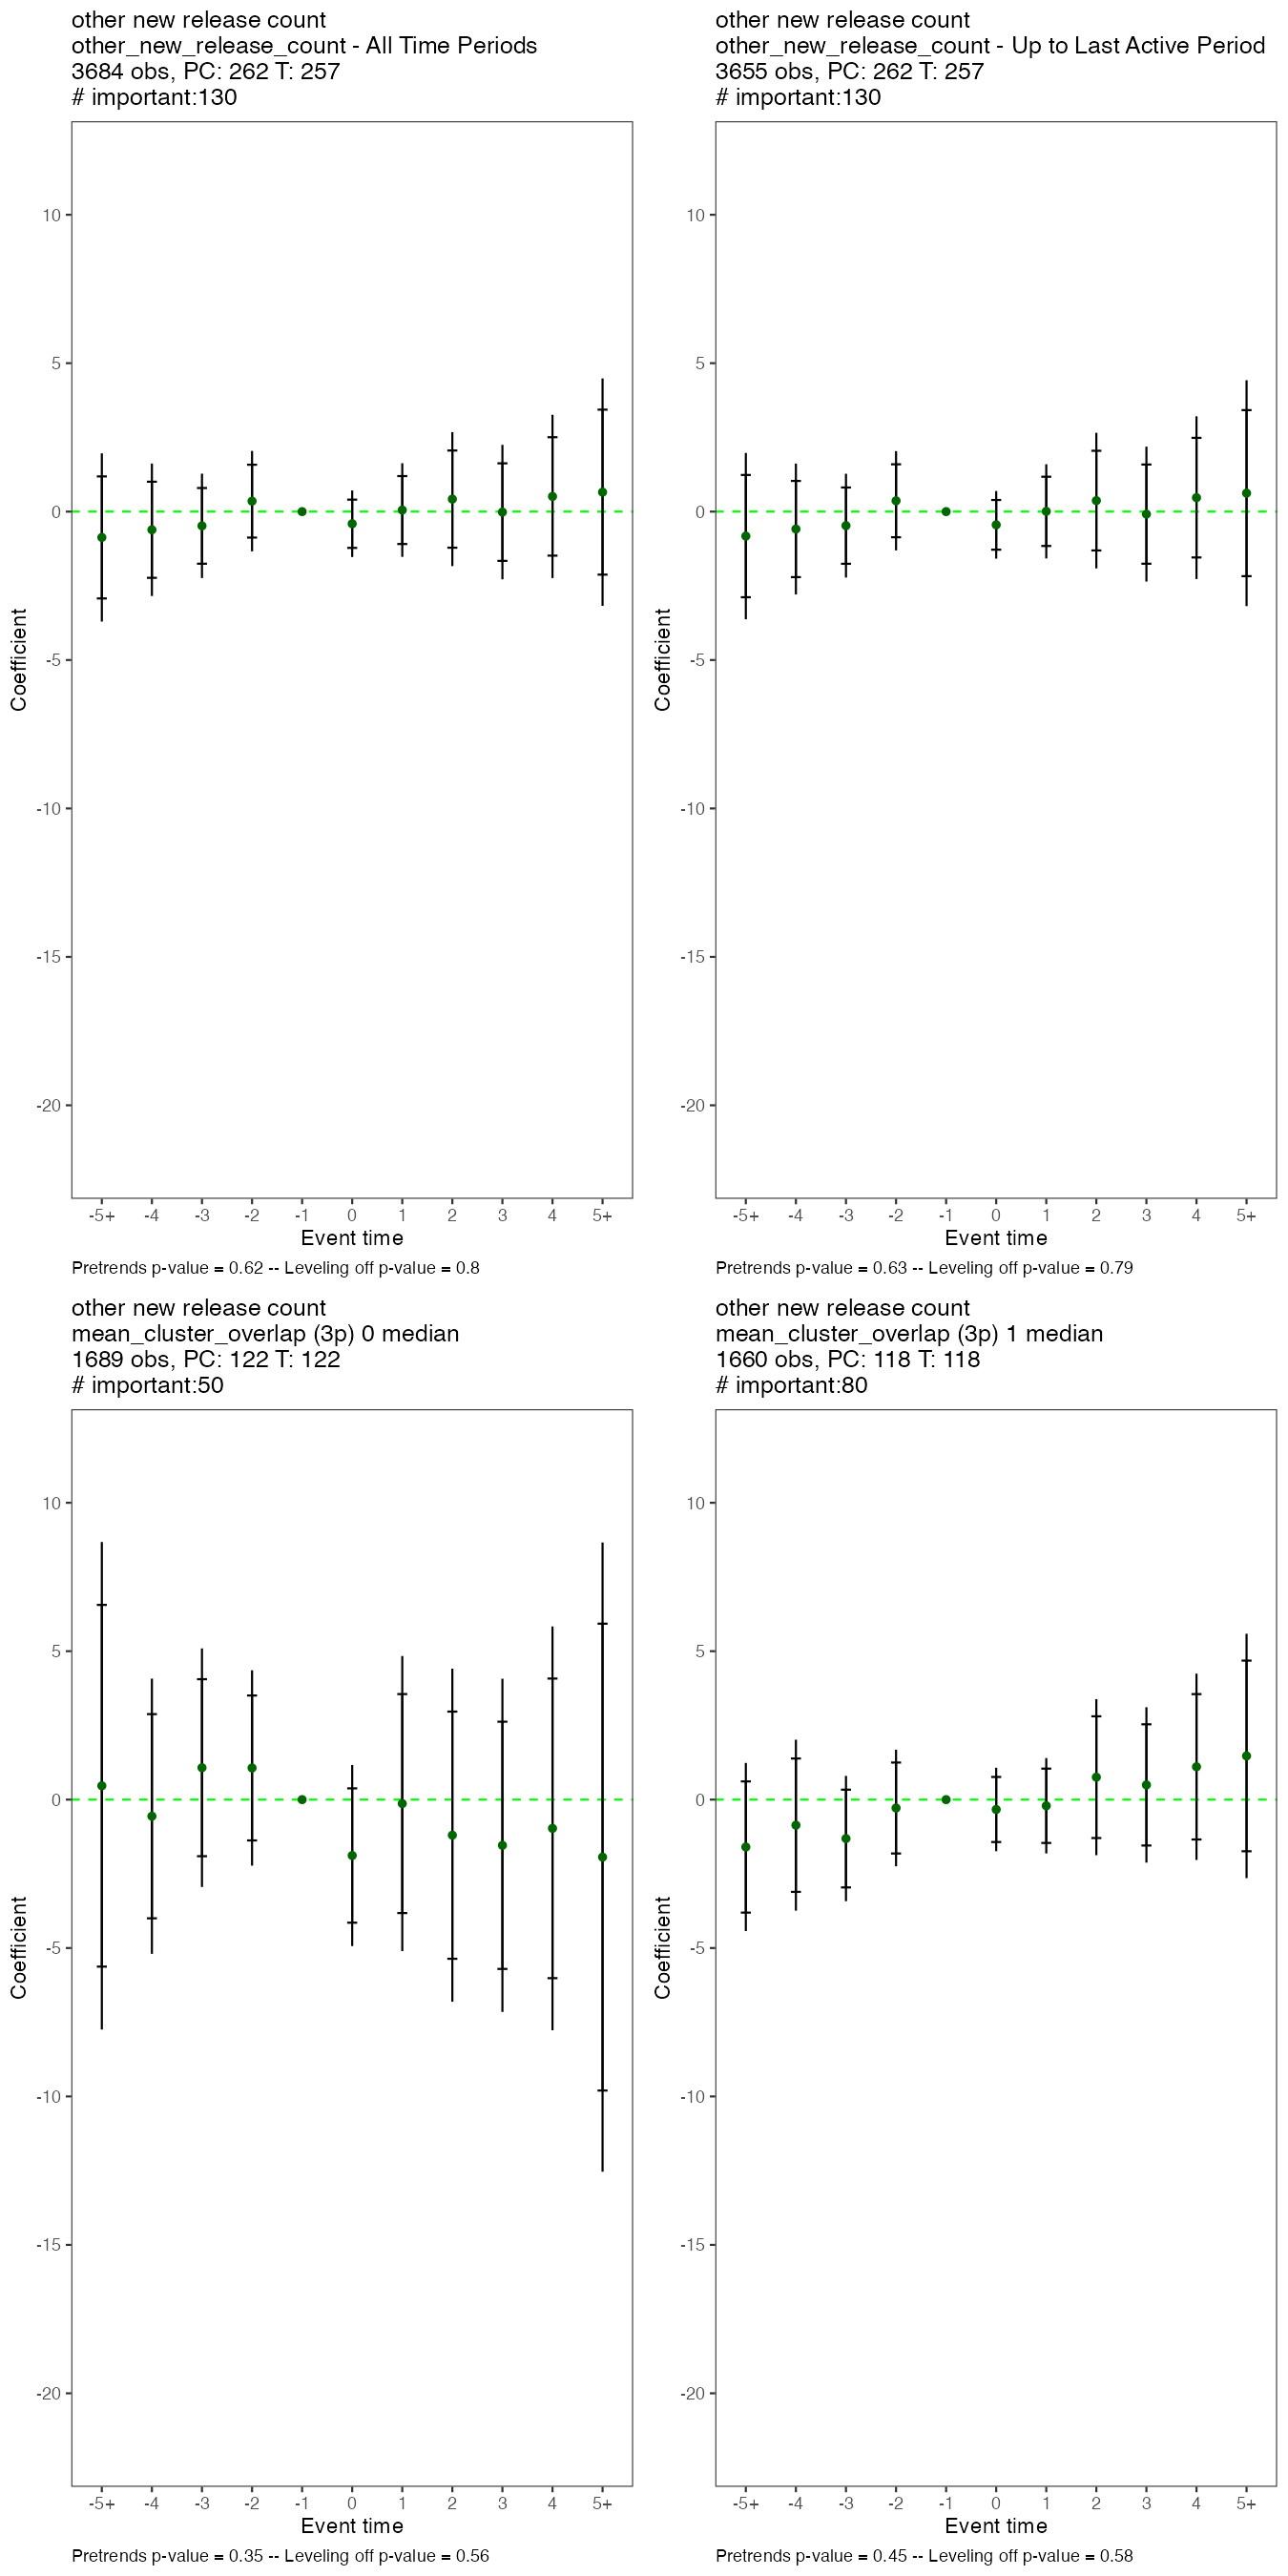 other new release count
other_new_release_count - All Time Periods
3684 obs, PC: 262 T: 257
# important:130
10
5
0
-5
-10
-15
-20
Coefficient
-5+ -4 -3 -2 -1 0 1 2 3 4 5+
Event time
Pretrends p-value = 0.62 -- Leveling off p-value = 0.8
other new release count
other_new_release_count - Up to Last Active Period
3655 obs, PC: 262 T: 257
# important:130
10
5
0
-5
-10
-15
-20
Coefficient
-5+ -4 -3 -2 -1 0 1 2 3 4 5+
Event time
Pretrends p-value = 0.63 -- Leveling off p-value = 0.79
other new release count
mean_cluster_overlap (3p) 0 median
1689 obs, PC: 122 T: 122
# important:50
10
5
0
-5
-10
-15
-20
Coefficient
-5+ -4 -3 -2 -1 0 1 2 3 4 5+
Event time
Pretrends p-value = 0.35 -- Leveling off p-value = 0.56
other new release count
mean_cluster_overlap (3p) 1 median
1660 obs, PC: 118 T: 118
# important:80
10
5
0
-5
-10
-15
-20
Coefficient
-5+ -4 -3 -2 -1 0 1 2 3 4 5+
Event time
Pretrends p-value = 0.45 -- Leveling off p-value = 0.58